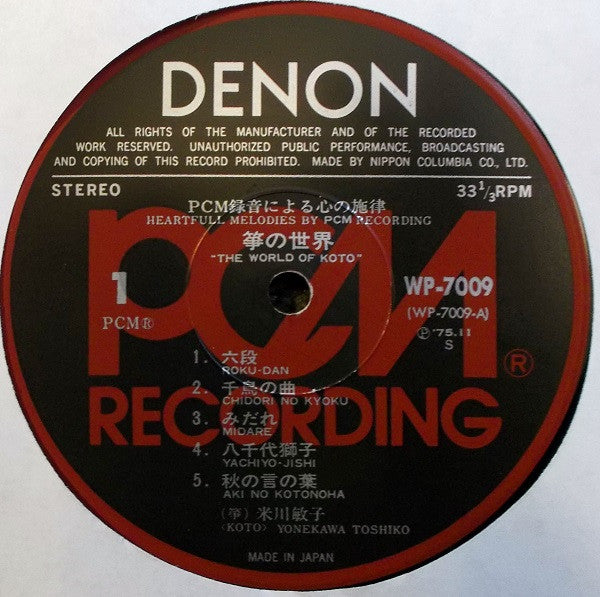 DENON
ALL RIGHTS OF THE MANUFACTURER AND OF THE RECORDED
WORK RESERVED. UNAUTHORIZED PUBLIC PERFORMANCE, BROADCASTING
AND COPYING OF THIS RECORD PROHIBITED. MADE BY NIPPON COLUMBIA CO., LTD.
STEREO 33 1/3 RPM
PCM録音による心の旋律
HEARTFULL MELODIES BY PCM RECORDING
箏の世界
"THE WORLD OF KOTO"
1 WP-7009
PCM® (WP-7009-A)
Ⓟ '75.11
S
PCM
RECORDING®
1. 六段
ROKU-DAN
2. 千鳥の曲
CHIDORI NO KYOKU
3. みだれ
MIDARE
4. 八千代獅子
YACHIYO-JISHI
5. 秋の言の葉
AKI NO KOTONOHA
(箏) 米川敏子
<KOTO> YONEKAWA TOSHIKO
MADE IN JAPAN